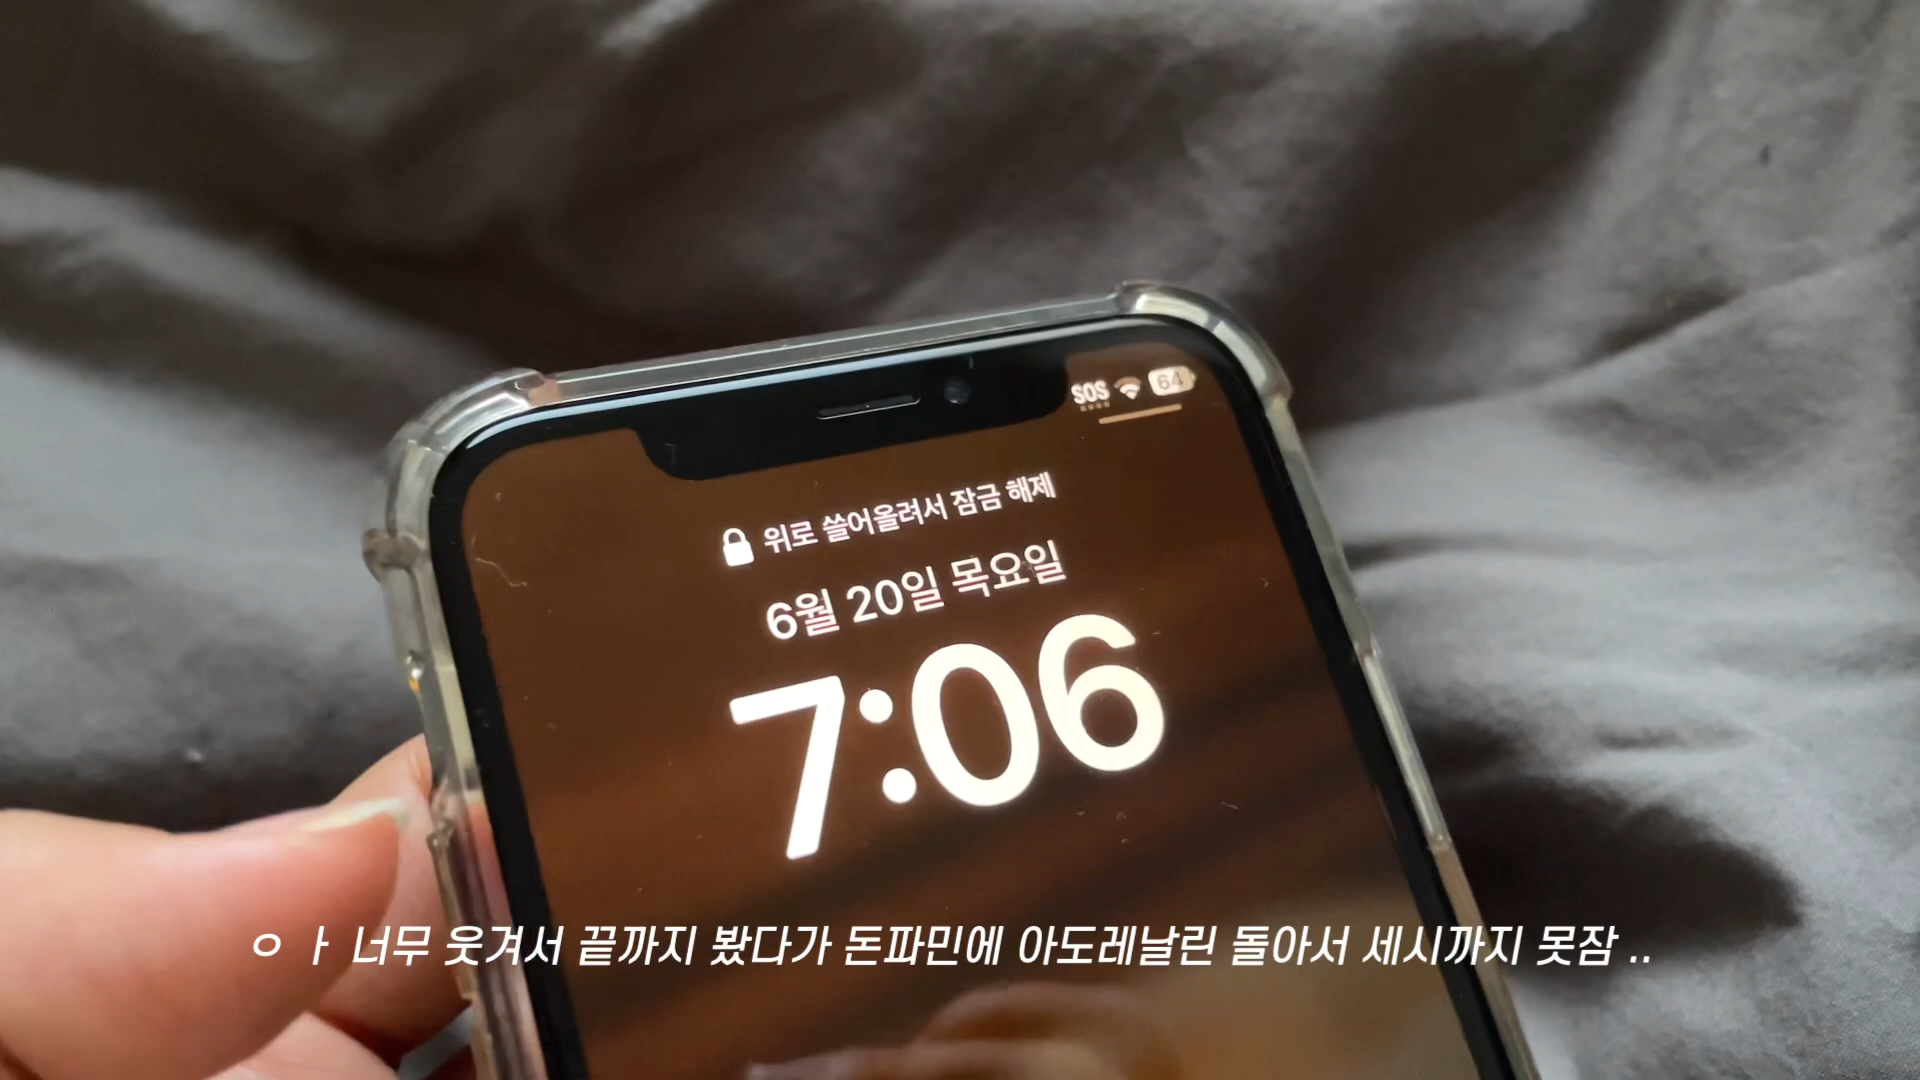 SOS 64
위로 쓸어올려서 잠금 해제
6월 20일 목요일
7:06
ㅇ ㅏ 너무 웃겨서 끝까지 봤다가 돈파민에 아도레날린 돌아서 세시까지 못잠 ..